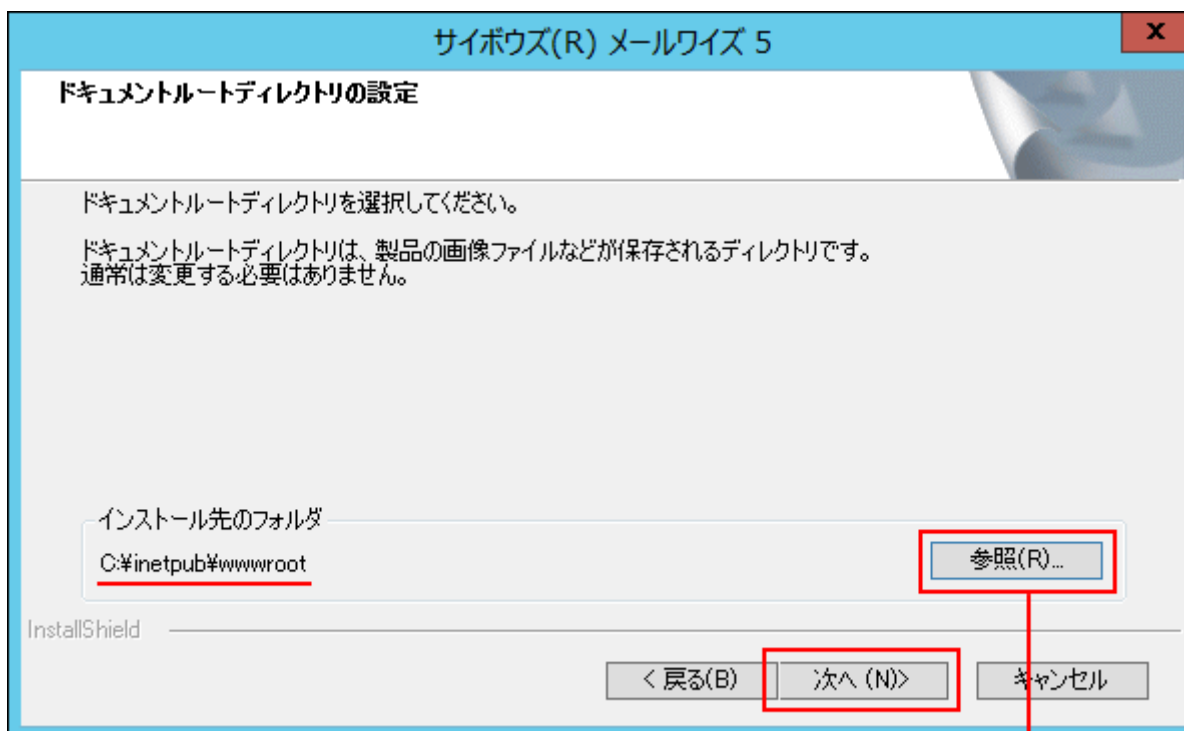 サイボウズ(R) メールワイズ 5
x
ドキュメントルートディレクトリの設定
ドキュメントルートディレクトリを選択してください。
ドキュメントルートディレクトリは、製品の画像ファイルなどが保存されるディレクトリです。
通常は変更する必要はありません。
インストール先のフォルダ
C:¥inetpub¥wwwroot
参照(R)...
InstallShield
< 戻る(B)
次へ (N)>
キャンセル